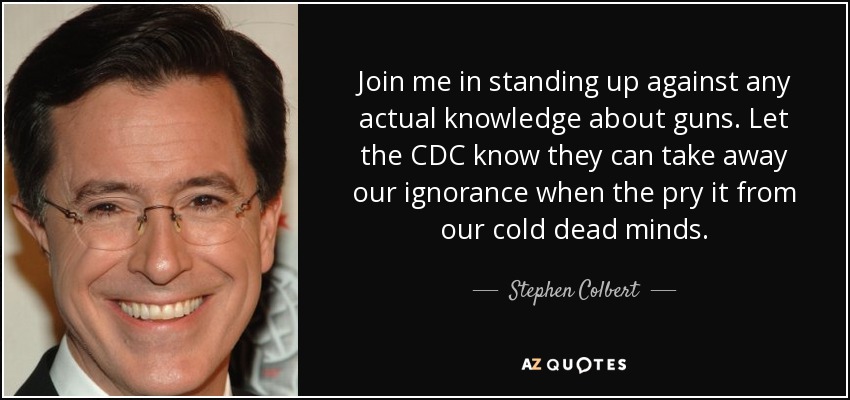 Join me in standing up against any
actual knowledge about guns. Let
the CDC know they can take away
our ignorance when the pry it from
our cold dead minds.
Stephen Colbert
AZ QUOTES